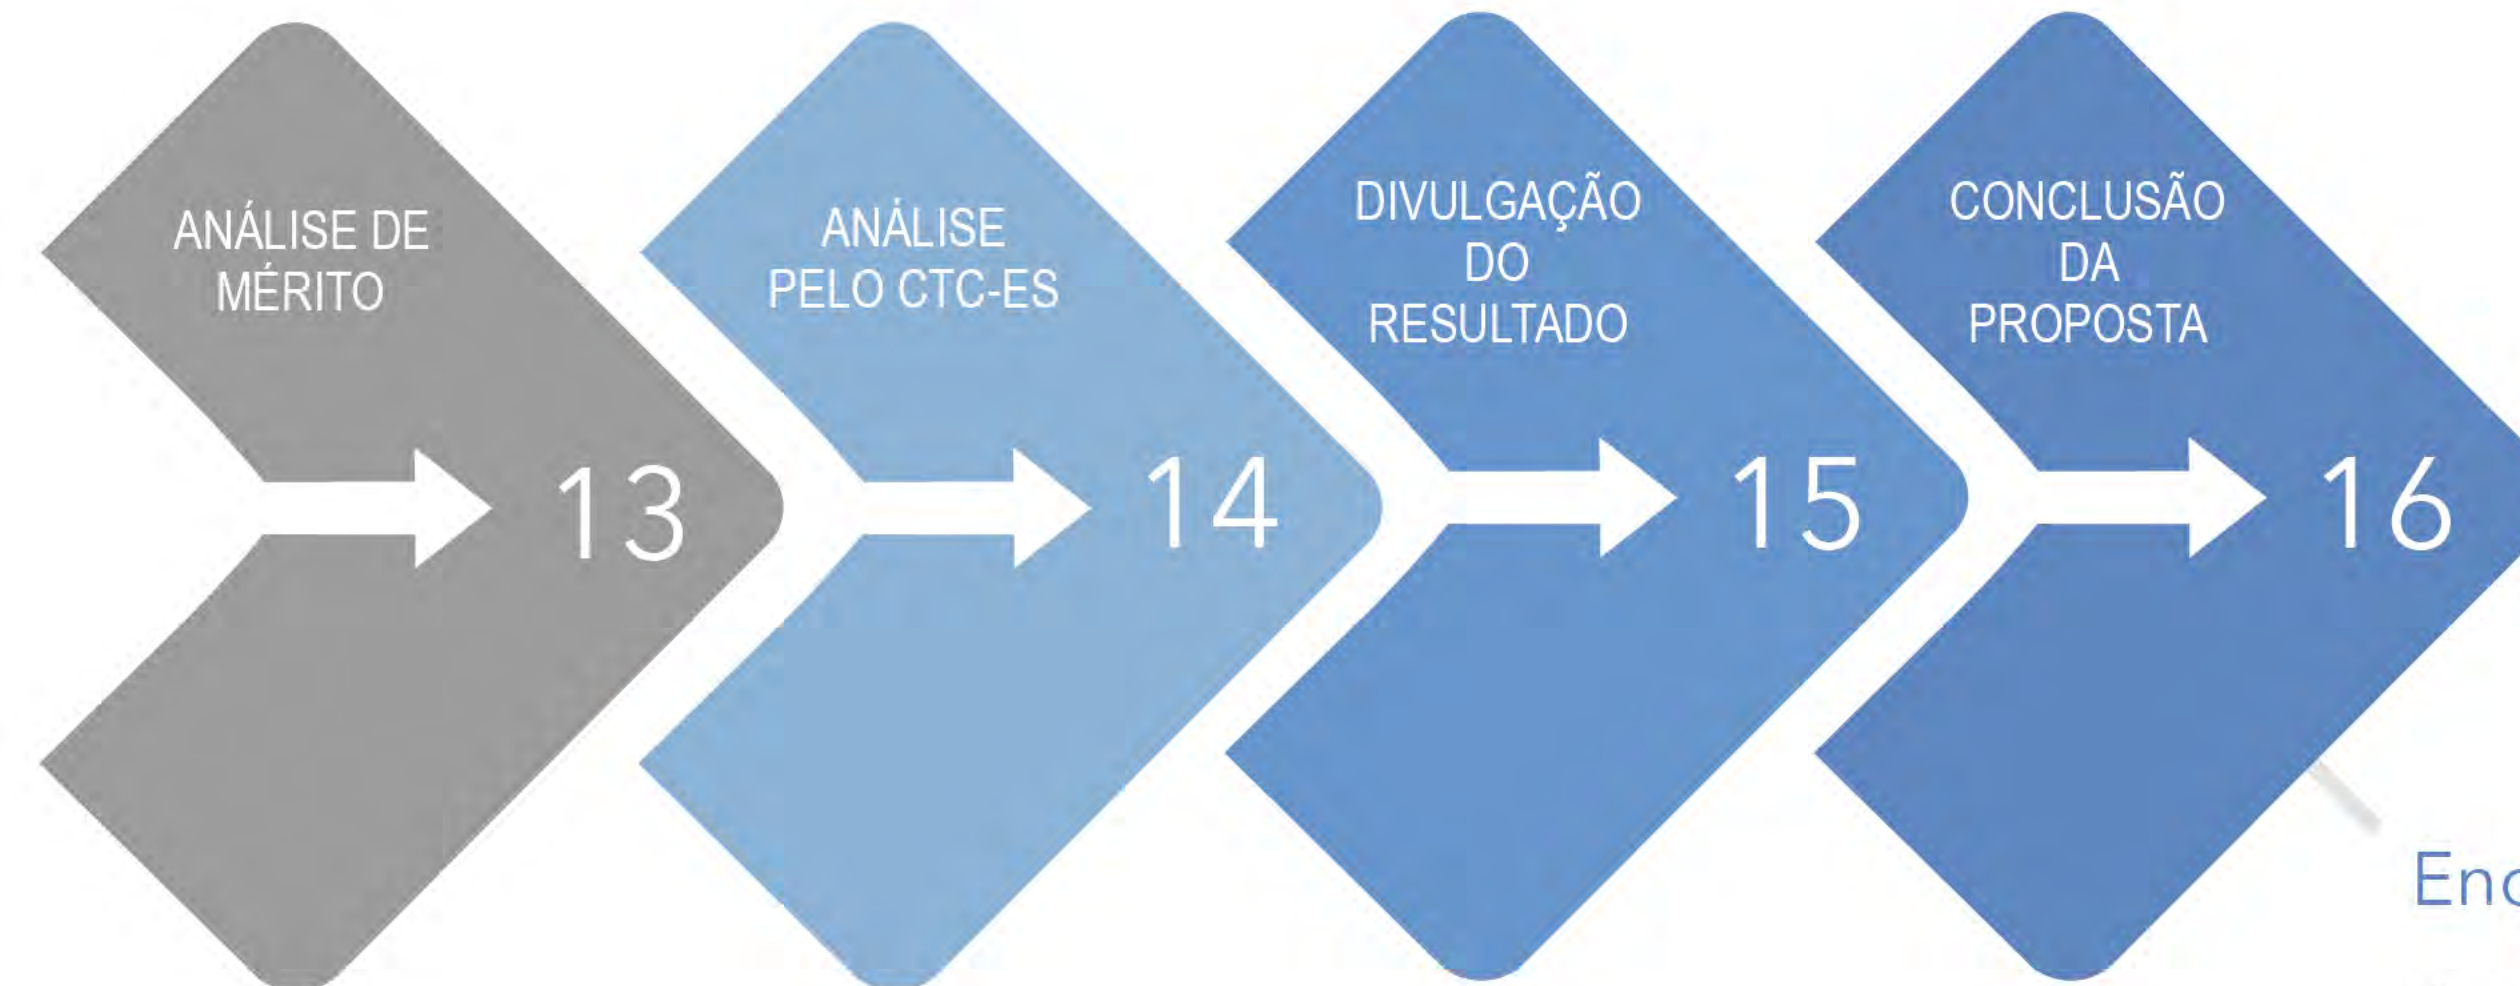 ANÁLISE DE
MÉRITO
13
ANÁLISE
PELO CTC-ES
14
DIVULGAÇÃO
DO
RESULTADO
15
CONCLUSÃO
DA
PROPOSTA
16